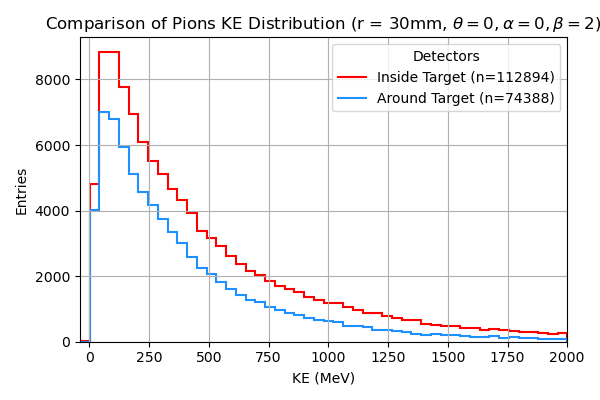 Comparison of Pions KE Distribution (r = 30mm, θ = 0, α = 0, β = 2)
Detectors
Inside Target (n=112894)
Around Target (n=74388)
Entries
8000
6000
4000
2000
0
0 250 500 750 1000 1250 1500 1750 2000
KE (MeV)